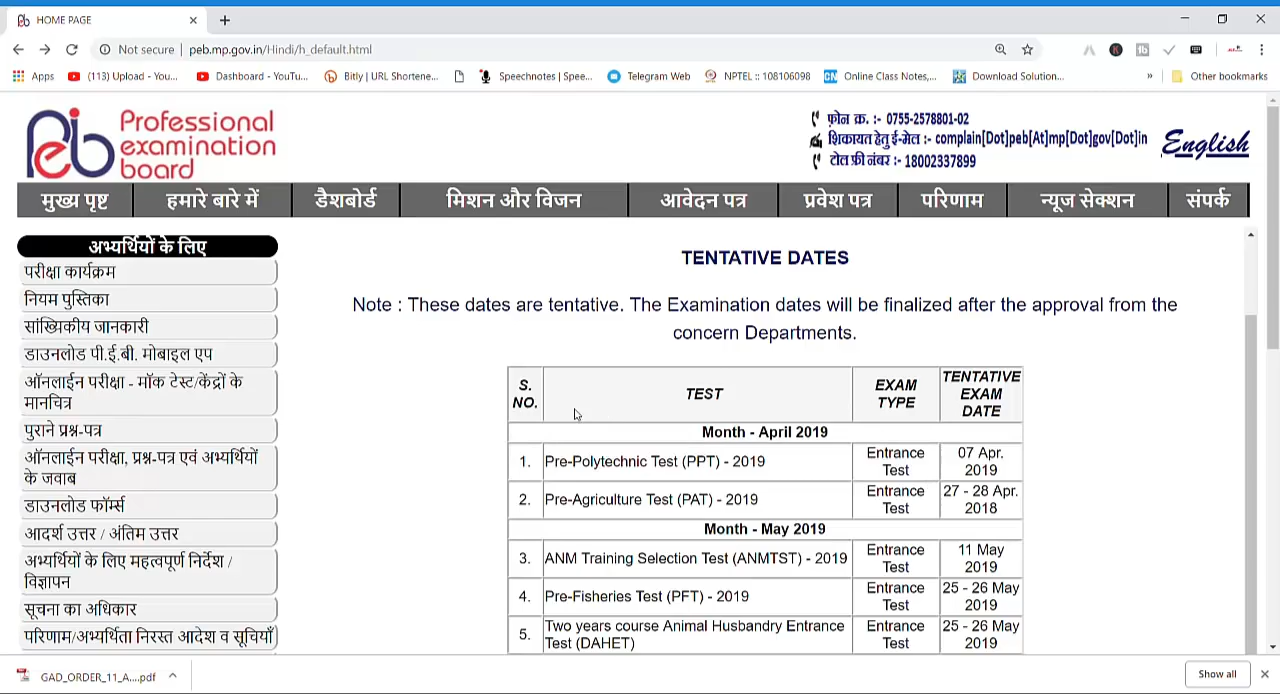 HOME PAGE
Not secure | peb.mp.gov.in/Hindi/h_default.html
Apps
(113) Upload - You...
Dashboard - YouTu...
Bitly | URL Shortene...
Speechnotes | Spee...
Telegram Web
NPTEL :: 108106098
Online Class Notes,...
Download Solution...
»
Other bookmarks
Professional
examination
board
फ़ोन क्र. :- 0755-2578801-02
शिकायत हेतु ई-मेल :- complain[Dot]peb[At]mp[Dot]gov[Dot]in
टोल फ्री नंबर :- 18002337899
English
मुख्य पृष्ट
हमारे बारे में
डैशबोर्ड
मिशन और विजन
आवेदन पत्र
प्रवेश पत्र
परिणाम
न्यूज सेक्शन
संपर्क
अभ्यर्थियों के लिए
परीक्षा कार्यक्रम
नियम पुस्तिका
सांख्यिकीय जानकारी
डाउनलोड पी.ई.बी. मोबाइल एप
ऑनलाईन परीक्षा - मॉक टेस्ट/केंद्रों के
मानचित्र
पुराने प्रश्न-पत्र
ऑनलाईन परीक्षा, प्रश्न-पत्र एवं अभ्यर्थियों
के जवाब
डाउनलोड फॉर्म्स
आदर्श उत्तर / अंतिम उत्तर
अभ्यर्थियों के लिए महत्वपूर्ण निर्देश /
विज्ञापन
सूचना का अधिकार
परिणाम/अभ्यर्थिता निरस्त आदेश व सूचियाँ
TENTATIVE DATES
Note : These dates are tentative. The Examination dates will be finalized after the approval from the
concern Departments.
S. NO.
TEST
EXAM TYPE
TENTATIVE EXAM DATE
Month - April 2019
1. Pre-Polytechnic Test (PPT) - 2019 Entrance Test 07 Apr. 2019
2. Pre-Agriculture Test (PAT) - 2019 Entrance Test 27 - 28 Apr. 2018
Month - May 2019
3. ANM Training Selection Test (ANMTST) - 2019 Entrance Test 11 May 2019
4. Pre-Fisheries Test (PFT) - 2019 Entrance Test 25 - 26 May 2019
5. Two years course Animal Husbandry Entrance Test (DAHET) Entrance Test 25 - 26 May 2019
GAD_ORDER_11_A....pdf
Show all